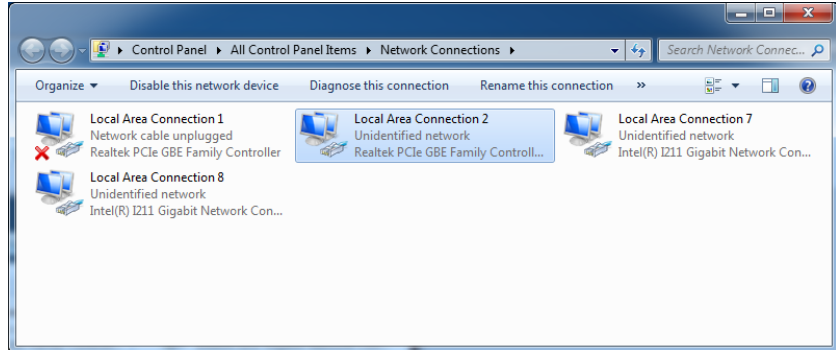 Control Panel All Control Panel Items Network Connections Search Network Connec...
Organize Disable this network device Diagnose this connection Rename this connection »
Local Area Connection 1
Network cable unplugged
Realtek PCIe GBE Family Controller
Local Area Connection 2
Unidentified network
Realtek PCIe GBE Family Controll...
Local Area Connection 7
Unidentified network
Intel(R) I211 Gigabit Network Con...
Local Area Connection 8
Unidentified network
Intel(R) I211 Gigabit Network Con...